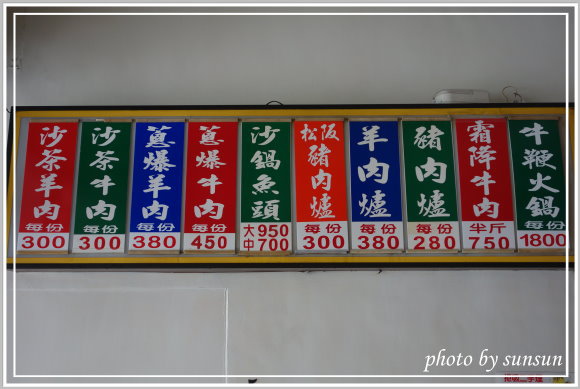 沙茶羊肉
每份
300
沙茶牛肉
每份
300
蔥爆羊肉
每份
380
蔥爆牛肉
每份
450
沙鍋魚頭
大950
中700
松阪
豬肉爐
每份
300
羊肉爐
每份
380
豬肉爐
每份
280
霜降牛肉
半斤
750
牛鞭火鍋
每份
1800
photo by sunsun